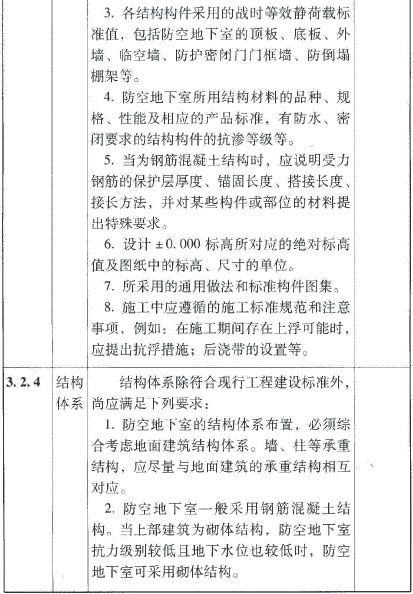 3. 各结构构件采用的战时等效静荷载标
准值，包括防空地下室的顶板、底板、外
墙、临空墙、防护密闭门门框墙、防倒塌
棚架等。
4. 防空地下室所用结构材料的品种、规
格、性能及相应的产品标准，有防水、密
闭要求的结构构件的抗渗等级等。
5. 当为钢筋混凝土结构时，应说明受力
钢筋的保护层厚度、锚固长度、搭接长度、
接长方法，并对某些构件或部位的材料提
出特殊要求。
6. 设计±0.000标高所对应的绝对标高
值及图纸中的标高、尺寸的单位。
7. 所采用的通用做法和标准构件图集。
8. 施工中应遵循的施工标准规范和注意
事项，例如：在施工期间存在上浮可能时，
应提出抗浮措施；后浇带的设置等。
3.2.4 结构 结构体系除符合现行工程建设标准外，
体系 尚应满足下列要求：
1. 防空地下室的结构体系布置，必须综
合考虑地面建筑结构体系。墙、柱等承重
结构，应尽量与地面建筑的承重结构相互
对应。
2. 防空地下室一般采用钢筋混凝土结
构。当上部建筑为砌体结构，防空地下室
抗力级别较低且地下水位也较低时，防空
地下室可采用砌体结构。